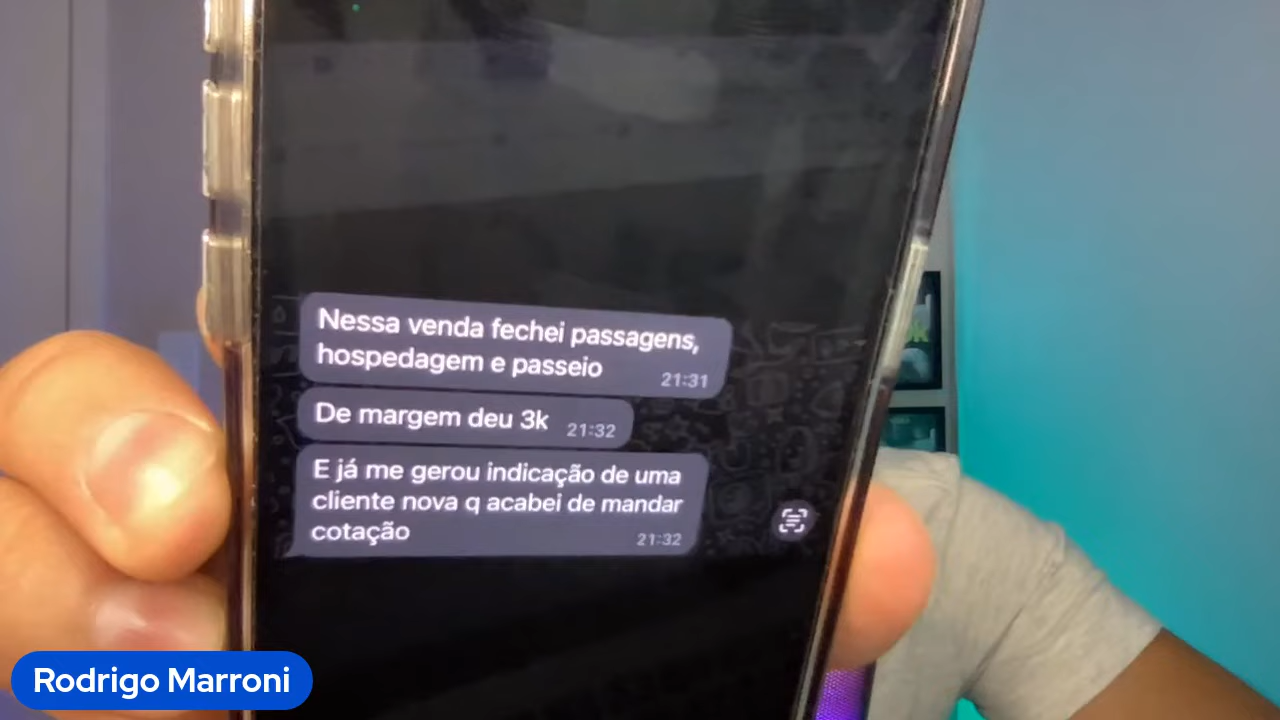 Nessa venda fechei passagens,
hospedagem e passeio
21:31
De margem deu 3k
21:32
E já me gerou indicação de uma
cliente nova q acabei de mandar
cotação
21:32
Rodrigo Marroni